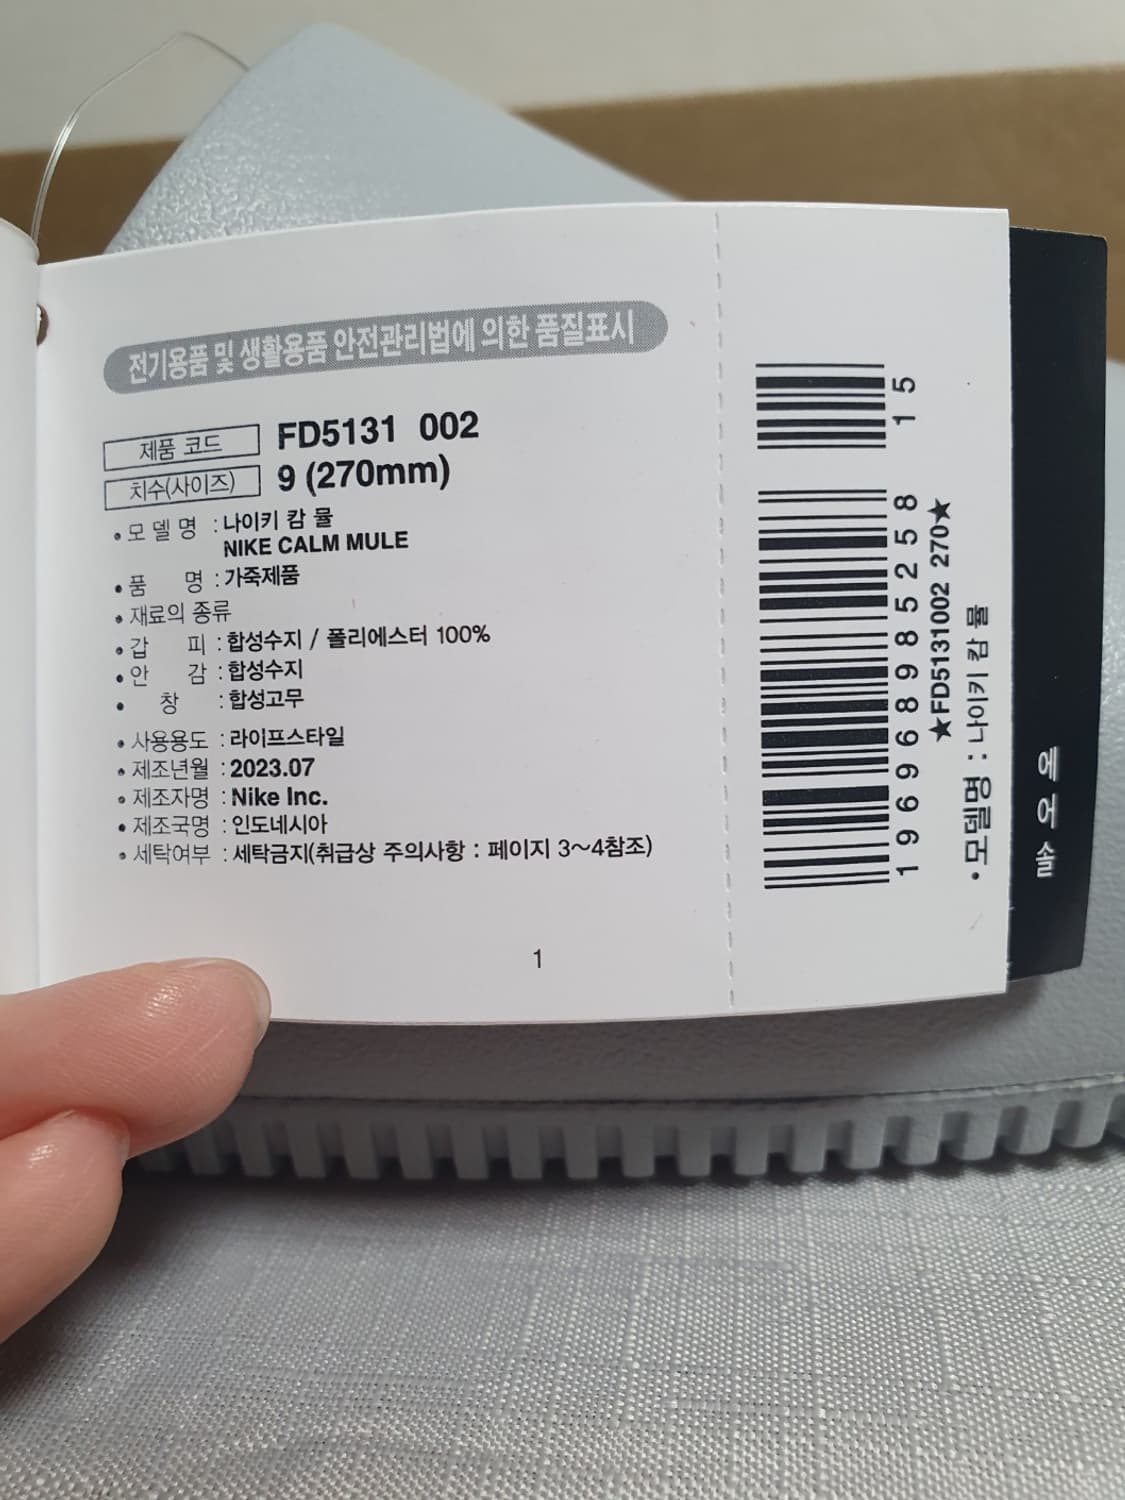 전기용품 및 생활용품 안전관리법에 의한 품질표시
제품 코드 FD5131 002
치수(사이즈) 9 (270mm)
• 모 델 명 : 나이키 캄 뮬
NIKE CALM MULE
• 품 명 : 가죽제품
• 재료의 종류
• 갑 피 : 합성수지 / 폴리에스터 100%
• 안 감 : 합성수지
• 창 : 합성고무
• 사용용도 : 라이프스타일
• 제조년월 : 2023.07
• 제조자명 : Nike Inc.
• 제조국명 : 인도네시아
• 세탁여부 : 세탁금지(취급상 주의사항 : 페이지 3~4참조)
1
196968985258 15
★FD5131002 270★
• 모델명 : 나이키 캄 뮬
에어솔